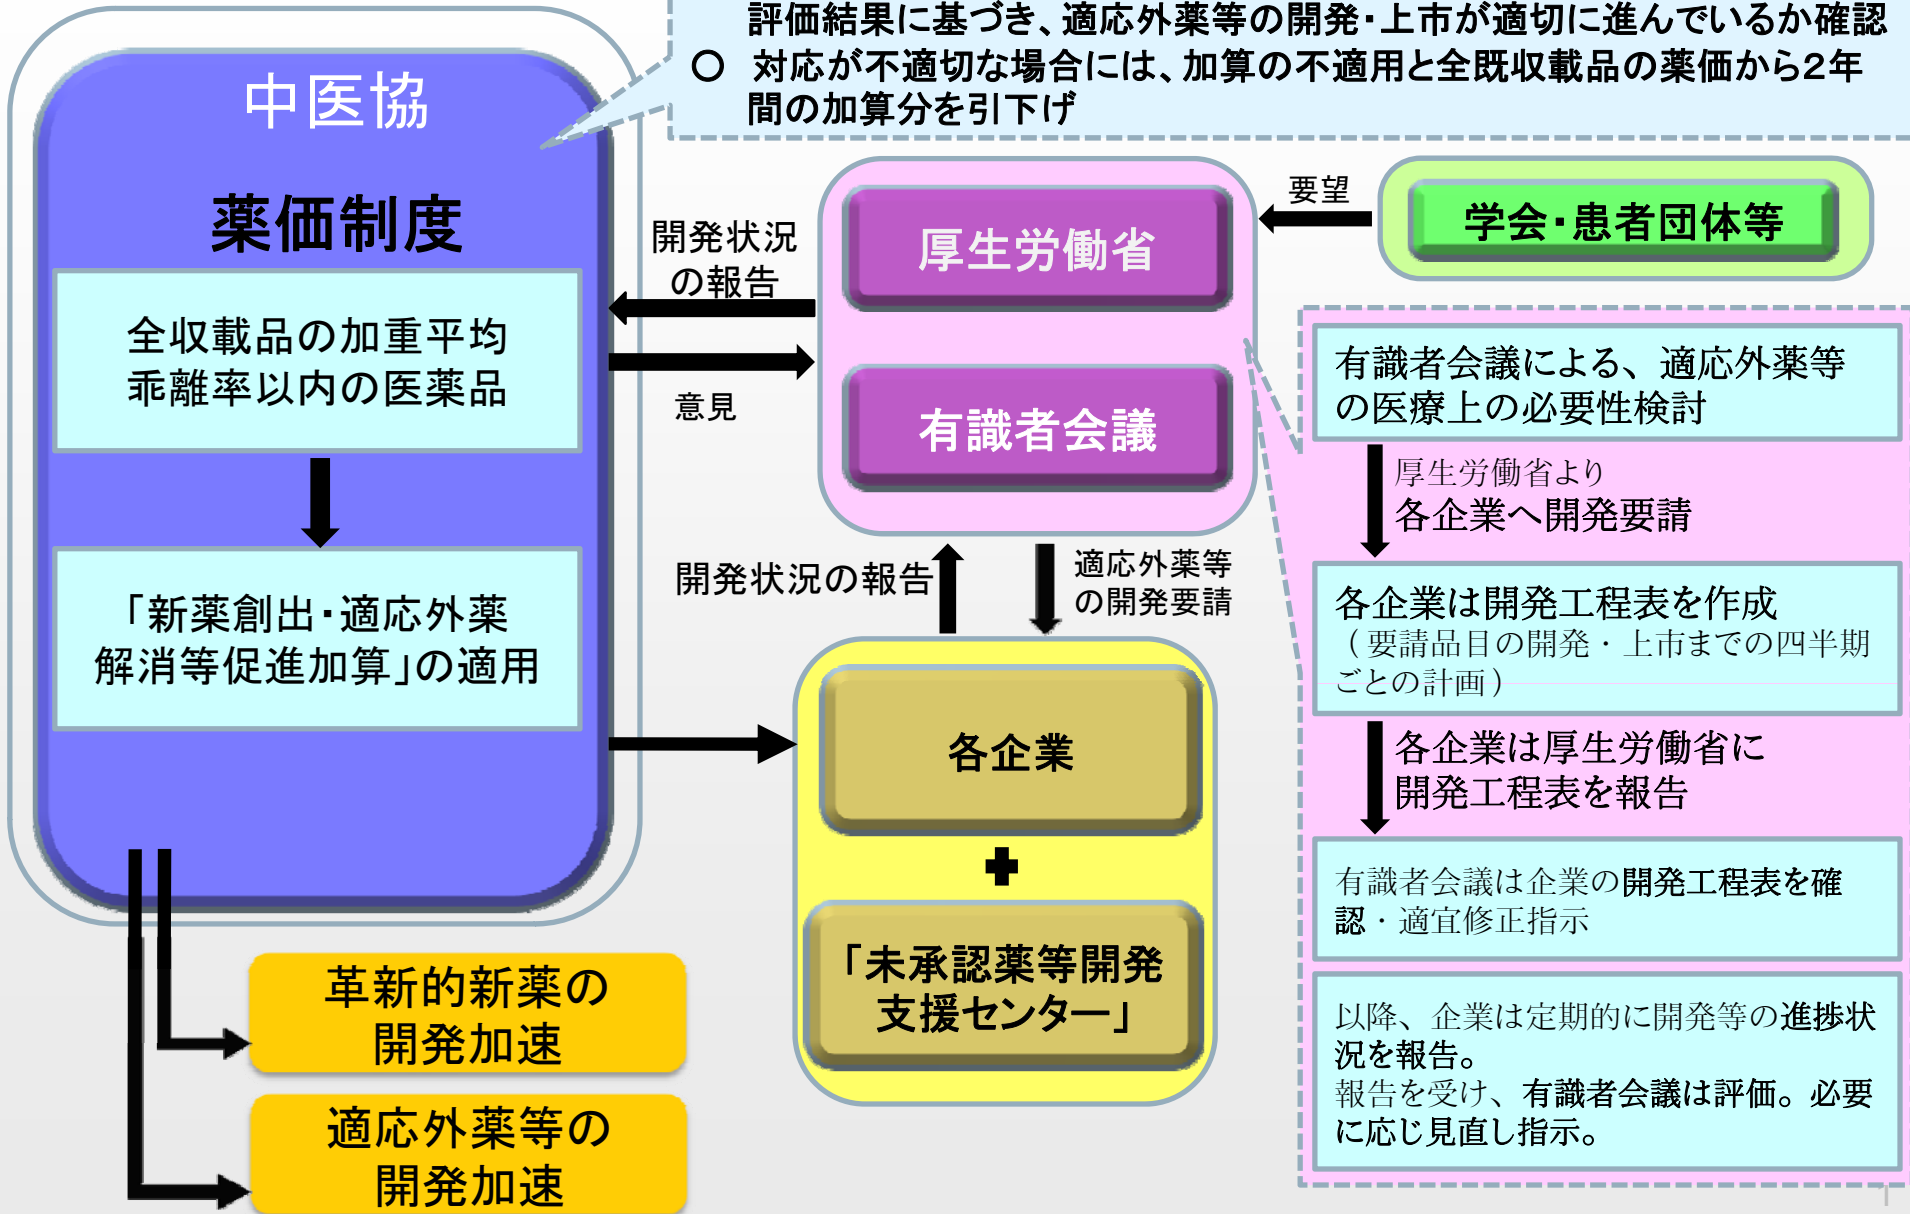 評価結果に基づき、適応外薬等の開発・上市が適切に進んでいるか確認
○ 対応が不適切な場合には、加算の不適用と全既収載品の薬価から2年
間の加算分を引下げ
中医協
薬価制度
全収載品の加重平均
乖離率以内の医薬品
「新薬創出・適応外薬
解消等促進加算」の適用
革新的新薬の
開発加速
適応外薬等の
開発加速
開発状況
の報告
意見
厚生労働省
有識者会議
要望
学会・患者団体等
開発状況の報告
適応外薬等
の開発要請
各企業
「未承認薬等開発
支援センター」
有識者会議による、適応外薬等
の医療上の必要性検討
厚生労働省より
各企業へ開発要請
各企業は開発工程表を作成
（要請品目の開発・上市までの四半期
ごとの計画）
各企業は厚生労働省に
開発工程表を報告
有識者会議は企業の開発工程表を確
認・適宜修正指示
以降、企業は定期的に開発等の進捗状
況を報告。
報告を受け、有識者会議は評価。必要
に応じ見直し指示。
1